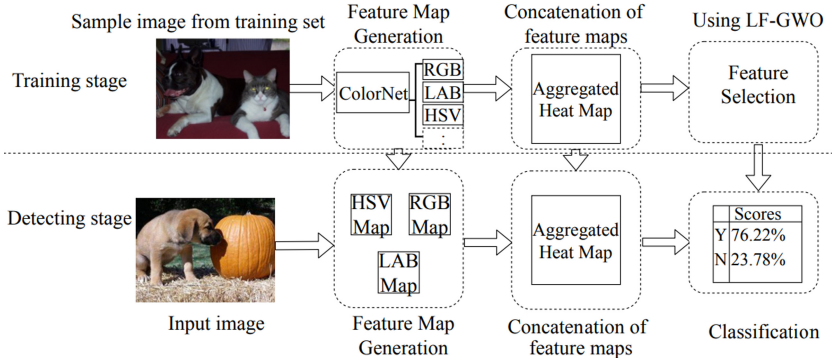 Sample image from training set
Feature Map
Generation
Concatenation of
feature maps
Using LF-GWO
Training stage
ColorNet
RGB
LAB
HSV
Aggregated
Heat Map
Feature
Selection
Detecting stage
HSV
Map
RGB
Map
LAB
Map
Aggregated
Heat Map
Scores
Y 76.22%
N 23.78%
Input image
Feature Map
Generation
Concatenation of
feature maps
Classification